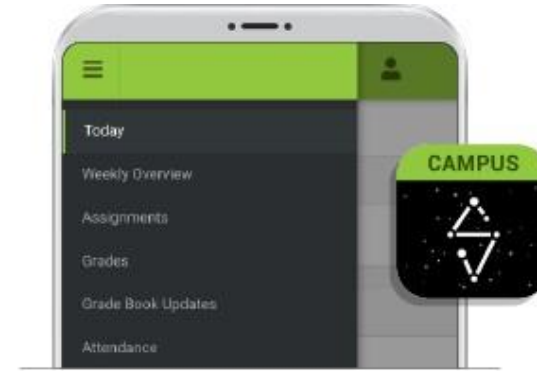 Today
CAMPUS
Weekly Overview
Assignments
Grades
Grade Book Updates
Attendance